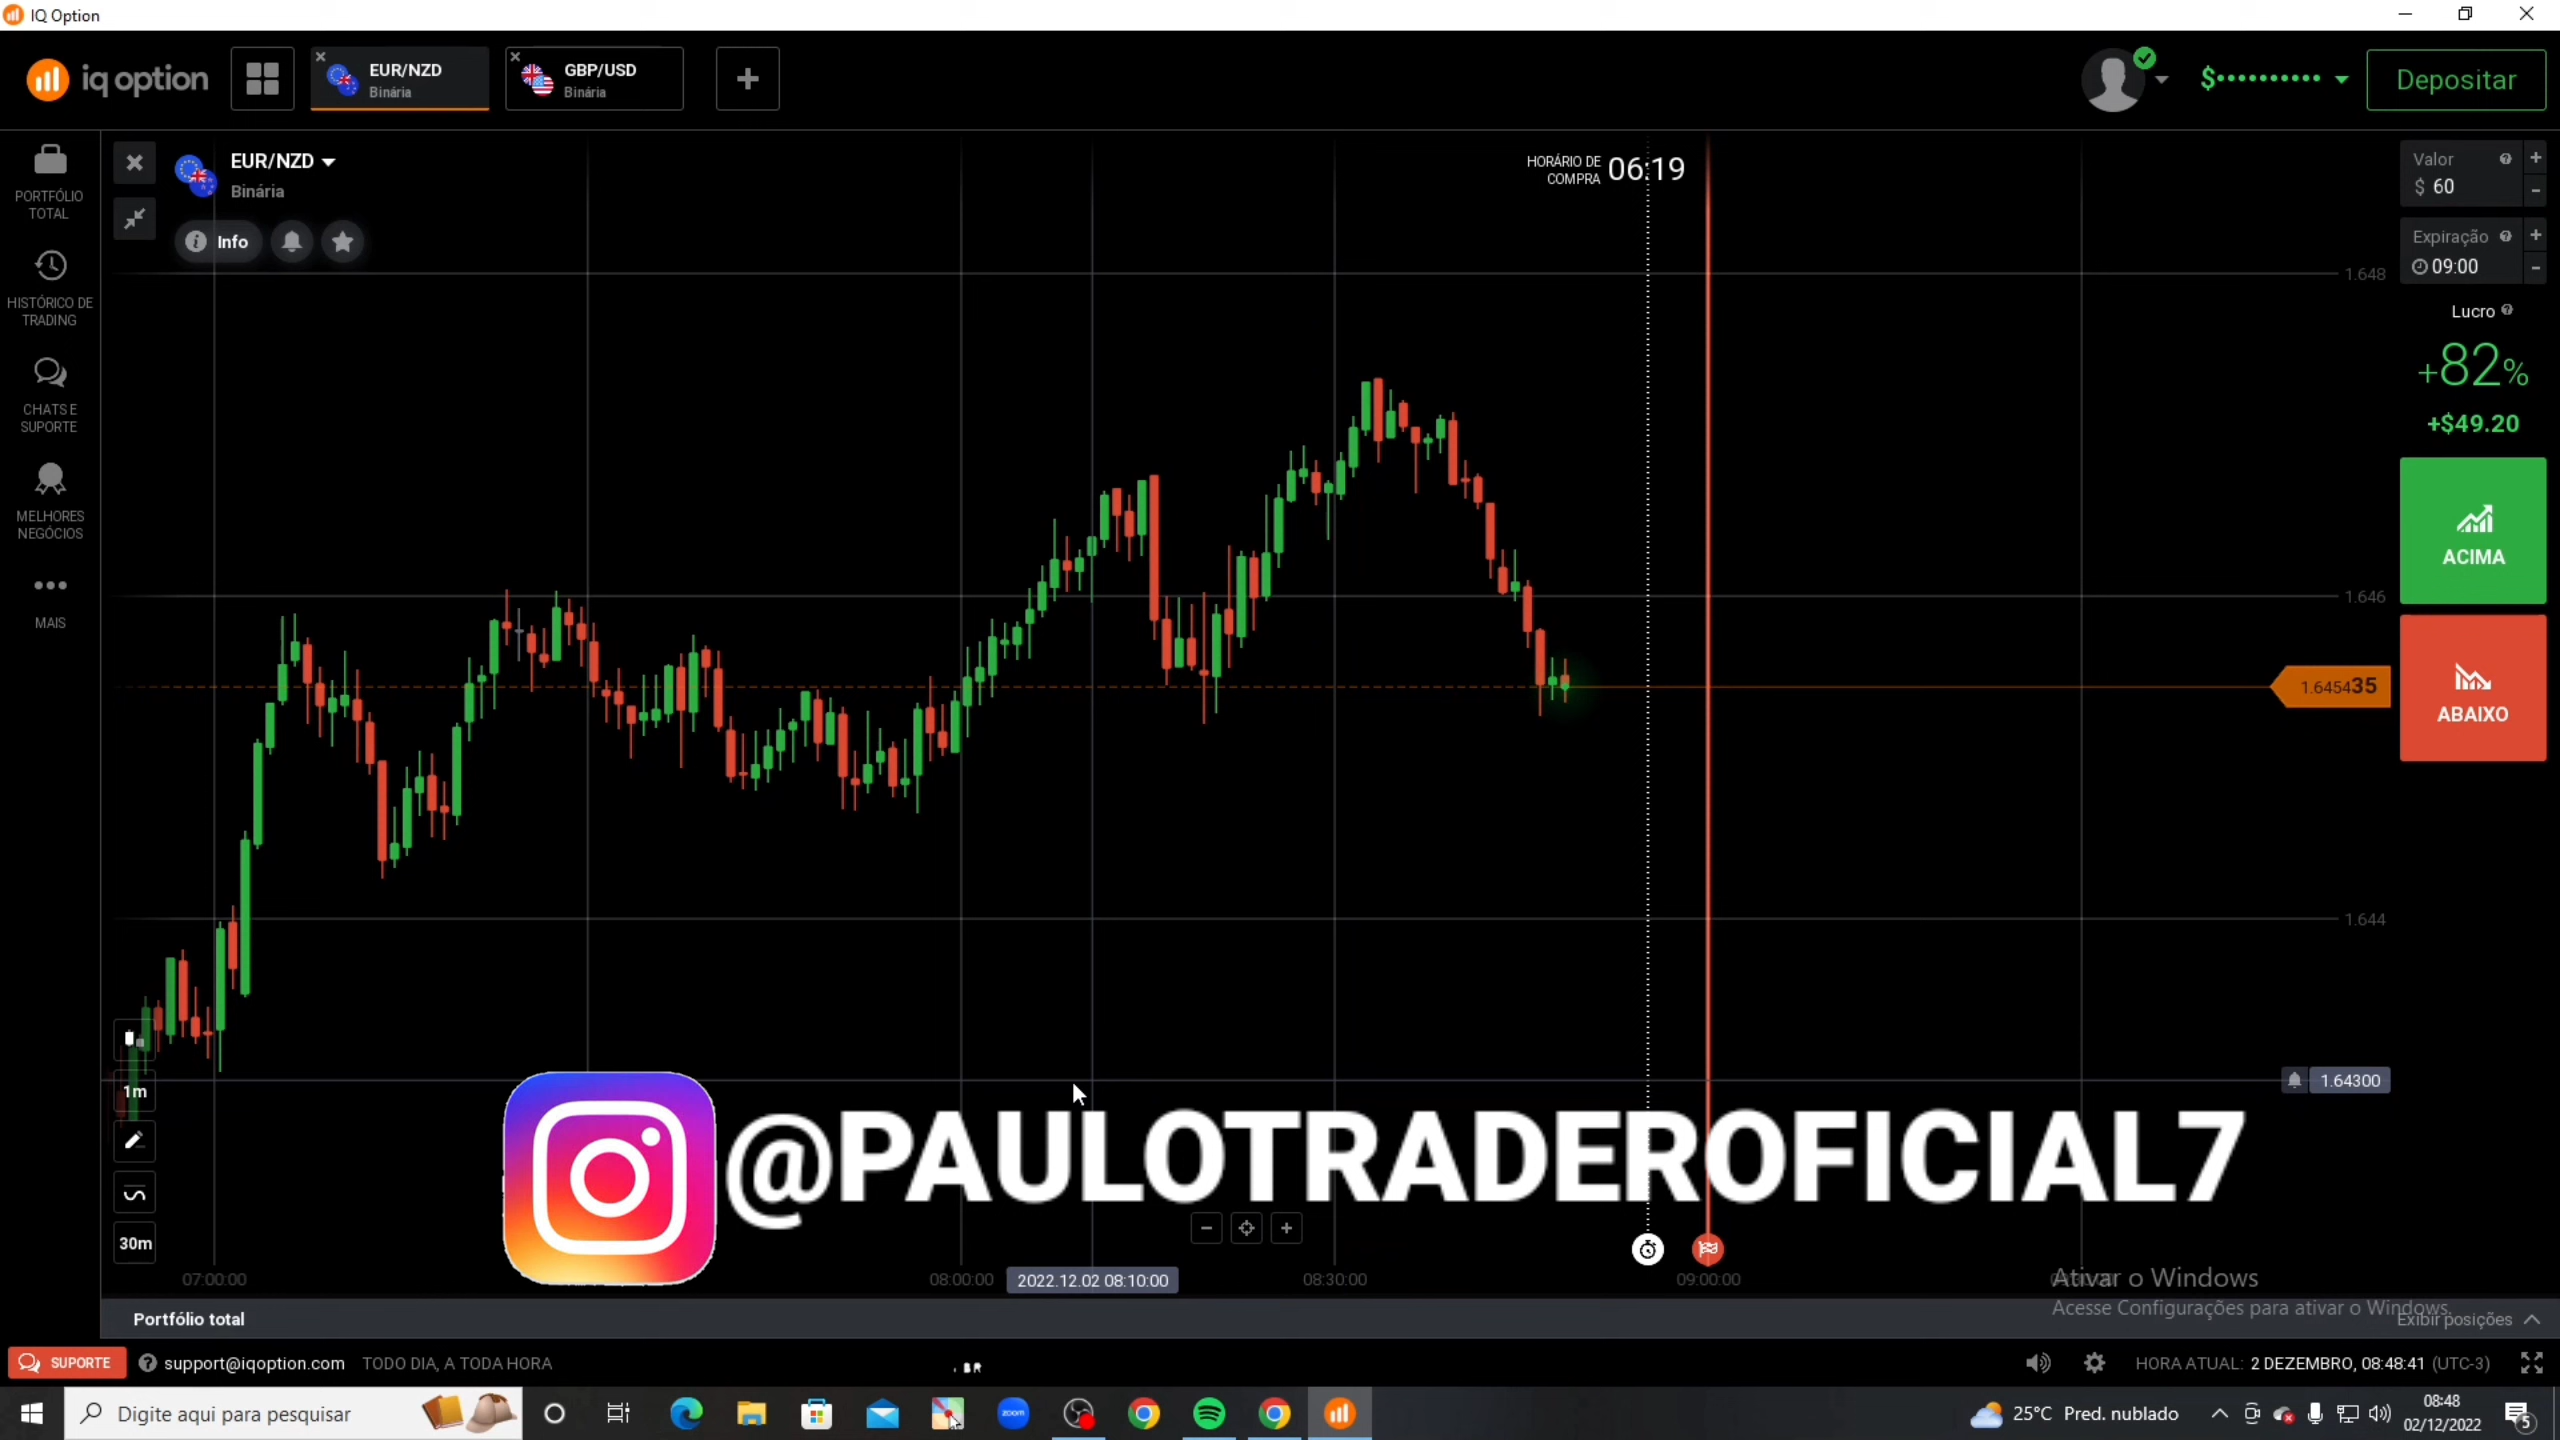 IQ Option
iq option
EUR/NZD
Binária
GBP/USD
Binária
$••••••••••
Depositar
PORTFÓLIO
TOTAL
HISTÓRICO DE
TRADING
CHATS E
SUPORTE
MELHORES
NEGÓCIOS
MAIS
EUR/NZD
Binária
Info
HORÁRIO DE
COMPRA
06:19
Valor
$ 60
Expiração
09:00
Lucro
+82%
+$49.20
ACIMA
ABAIXO
1.648
1.646
1.645435
1.644
1.64300
1m
30m
@PAULOTRADEROFICIAL7
07:00:00
08:00:00
2022.12.02 08:10:00
08:30:00
09:00:00
Ativar o Windows
Acesse Configurações para ativar o Windows.
Portfólio total
Exibir posições
SUPORTE
support@iqoption.com
TODO DIA, A TODA HORA
HORA ATUAL: 2 DEZEMBRO, 08:48:41 (UTC-3)
Digite aqui para pesquisar
zoom
25°C Pred. nublado
08:48
02/12/2022
5